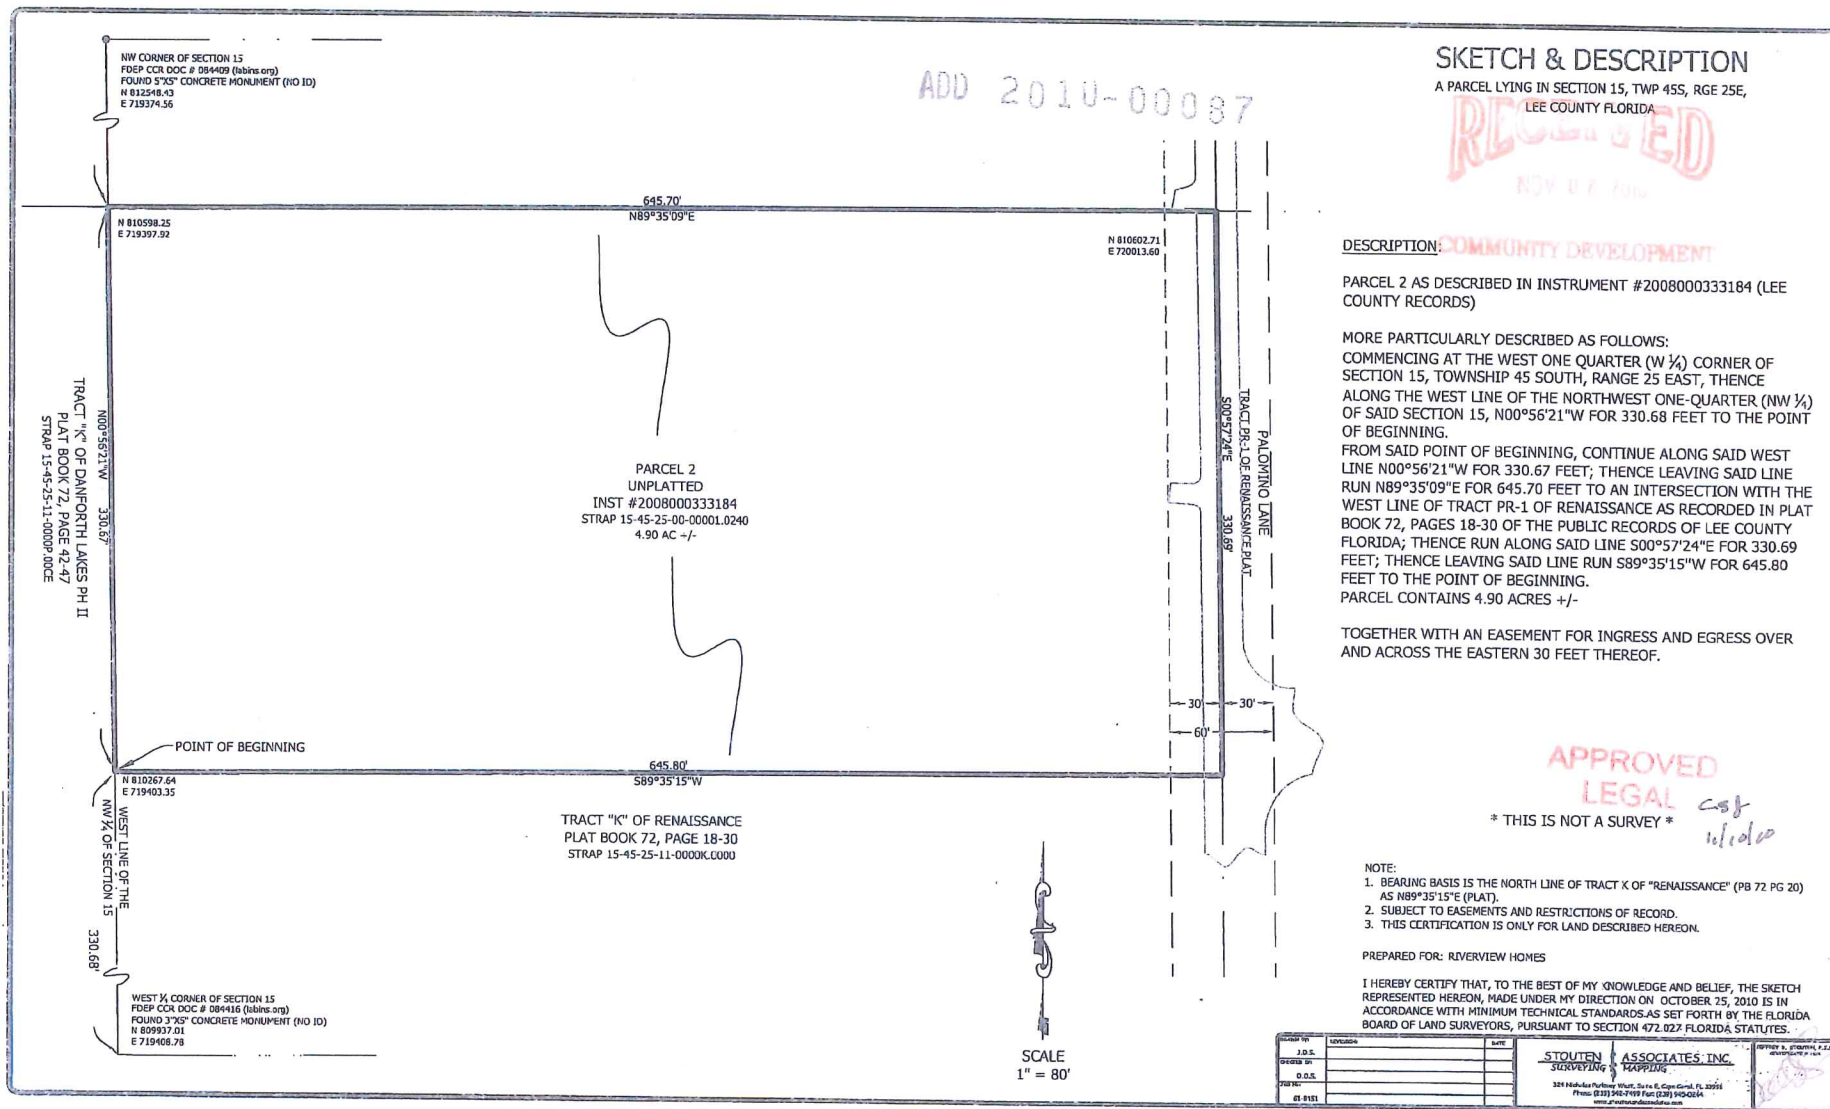 NW CORNER OF SECTION 15
FDEP CCR DOC # 084409 (labins.org)
FOUND 5"X5" CONCRETE MONUMENT (NO ID)
N 812548.43
E 719374.56
ADD 2010-00087
SKETCH & DESCRIPTION
A PARCEL LYING IN SECTION 15, TWP 45S, RGE 25E,
LEE COUNTY FLORIDA
RECEIVED
NOV
COMMUNITY DEVELOPMENT
645.70'
N89°35'09"E
N 810598.25
E 719397.92
N 810602.71
E 720013.60
TRACT "K" OF DANFORTH LAKES PH II
PLAT BOOK 72, PAGE 42-47
STRAP 15-45-25-11-0000P.00CE
N00°56'21"W 330.67'
PARCEL 2
UNPLATTED
INST #2008000333184
STRAP 15-45-25-00-00001.0240
4.90 AC +/-
S00°57'24"E 330.69'
TRACT PR-1 OF RENAISSANCE PLAT
PALOMINO LANE
30' 30'
60'
POINT OF BEGINNING
N 810267.64
E 719403.35
645.80'
S89°35'15"W
WEST LINE OF THE
NW ¼ OF SECTION 15
330.68'
TRACT "K" OF RENAISSANCE
PLAT BOOK 72, PAGE 18-30
STRAP 15-45-25-11-0000K.0000
WEST ¼ CORNER OF SECTION 15
FDEP CCR DOC # 084416 (labins.org)
FOUND 3"X5" CONCRETE MONUMENT (NO ID)
N 809937.01
E 719408.78
SCALE
1" = 80'
DESCRIPTION:
PARCEL 2 AS DESCRIBED IN INSTRUMENT #2008000333184 (LEE
COUNTY RECORDS)
MORE PARTICULARLY DESCRIBED AS FOLLOWS:
COMMENCING AT THE WEST ONE QUARTER (W ¼) CORNER OF
SECTION 15, TOWNSHIP 45 SOUTH, RANGE 25 EAST, THENCE
ALONG THE WEST LINE OF THE NORTHWEST ONE-QUARTER (NW ¼)
OF SAID SECTION 15, N00°56'21"W FOR 330.68 FEET TO THE POINT
OF BEGINNING.
FROM SAID POINT OF BEGINNING, CONTINUE ALONG SAID WEST
LINE N00°56'21"W FOR 330.67 FEET; THENCE LEAVING SAID LINE
RUN N89°35'09"E FOR 645.70 FEET TO AN INTERSECTION WITH THE
WEST LINE OF TRACT PR-1 OF RENAISSANCE AS RECORDED IN PLAT
BOOK 72, PAGES 18-30 OF THE PUBLIC RECORDS OF LEE COUNTY
FLORIDA; THENCE RUN ALONG SAID LINE S00°57'24"E FOR 330.69
FEET; THENCE LEAVING SAID LINE RUN S89°35'15"W FOR 645.80
FEET TO THE POINT OF BEGINNING.
PARCEL CONTAINS 4.90 ACRES +/-
TOGETHER WITH AN EASEMENT FOR INGRESS AND EGRESS OVER
AND ACROSS THE EASTERN 30 FEET THEREOF.
APPROVED
LEGAL
* THIS IS NOT A SURVEY *
NOTE:
1. BEARING BASIS IS THE NORTH LINE OF TRACT K OF "RENAISSANCE" (PB 72 PG 20)
AS N89°35'15"E (PLAT).
2. SUBJECT TO EASEMENTS AND RESTRICTIONS OF RECORD.
3. THIS CERTIFICATION IS ONLY FOR LAND DESCRIBED HEREON.
PREPARED FOR: RIVERVIEW HOMES
I HEREBY CERTIFY THAT, TO THE BEST OF MY KNOWLEDGE AND BELIEF, THE SKETCH
REPRESENTED HEREON, MADE UNDER MY DIRECTION ON OCTOBER 25, 2010 IS IN
ACCORDANCE WITH MINIMUM TECHNICAL STANDARDS AS SET FORTH BY THE FLORIDA
BOARD OF LAND SURVEYORS, PURSUANT TO SECTION 472.027 FLORIDA STATUTES.
DATE
J.D.S.
D.O.S.
61-8151
STOUTEN ASSOCIATES, INC.
SURVEYING MAPPING